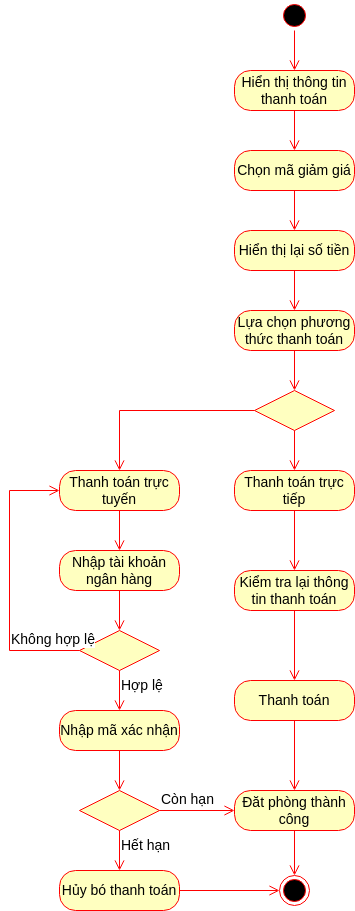 Hiển thị thông tin
thanh toán
Chọn mã giảm giá
Hiển thị lại số tiền
Lựa chọn phương
thức thanh toán
Thanh toán trực
tuyến
Thanh toán trực
tiếp
Nhập tài khoản
ngân hàng
Kiểm tra lại thông
tin thanh toán
Không hợp lệ
Hợp lệ
Thanh toán
Nhập mã xác nhận
Còn hạn
Đăt phòng thành
công
Hết hạn
Hủy bó thanh toán